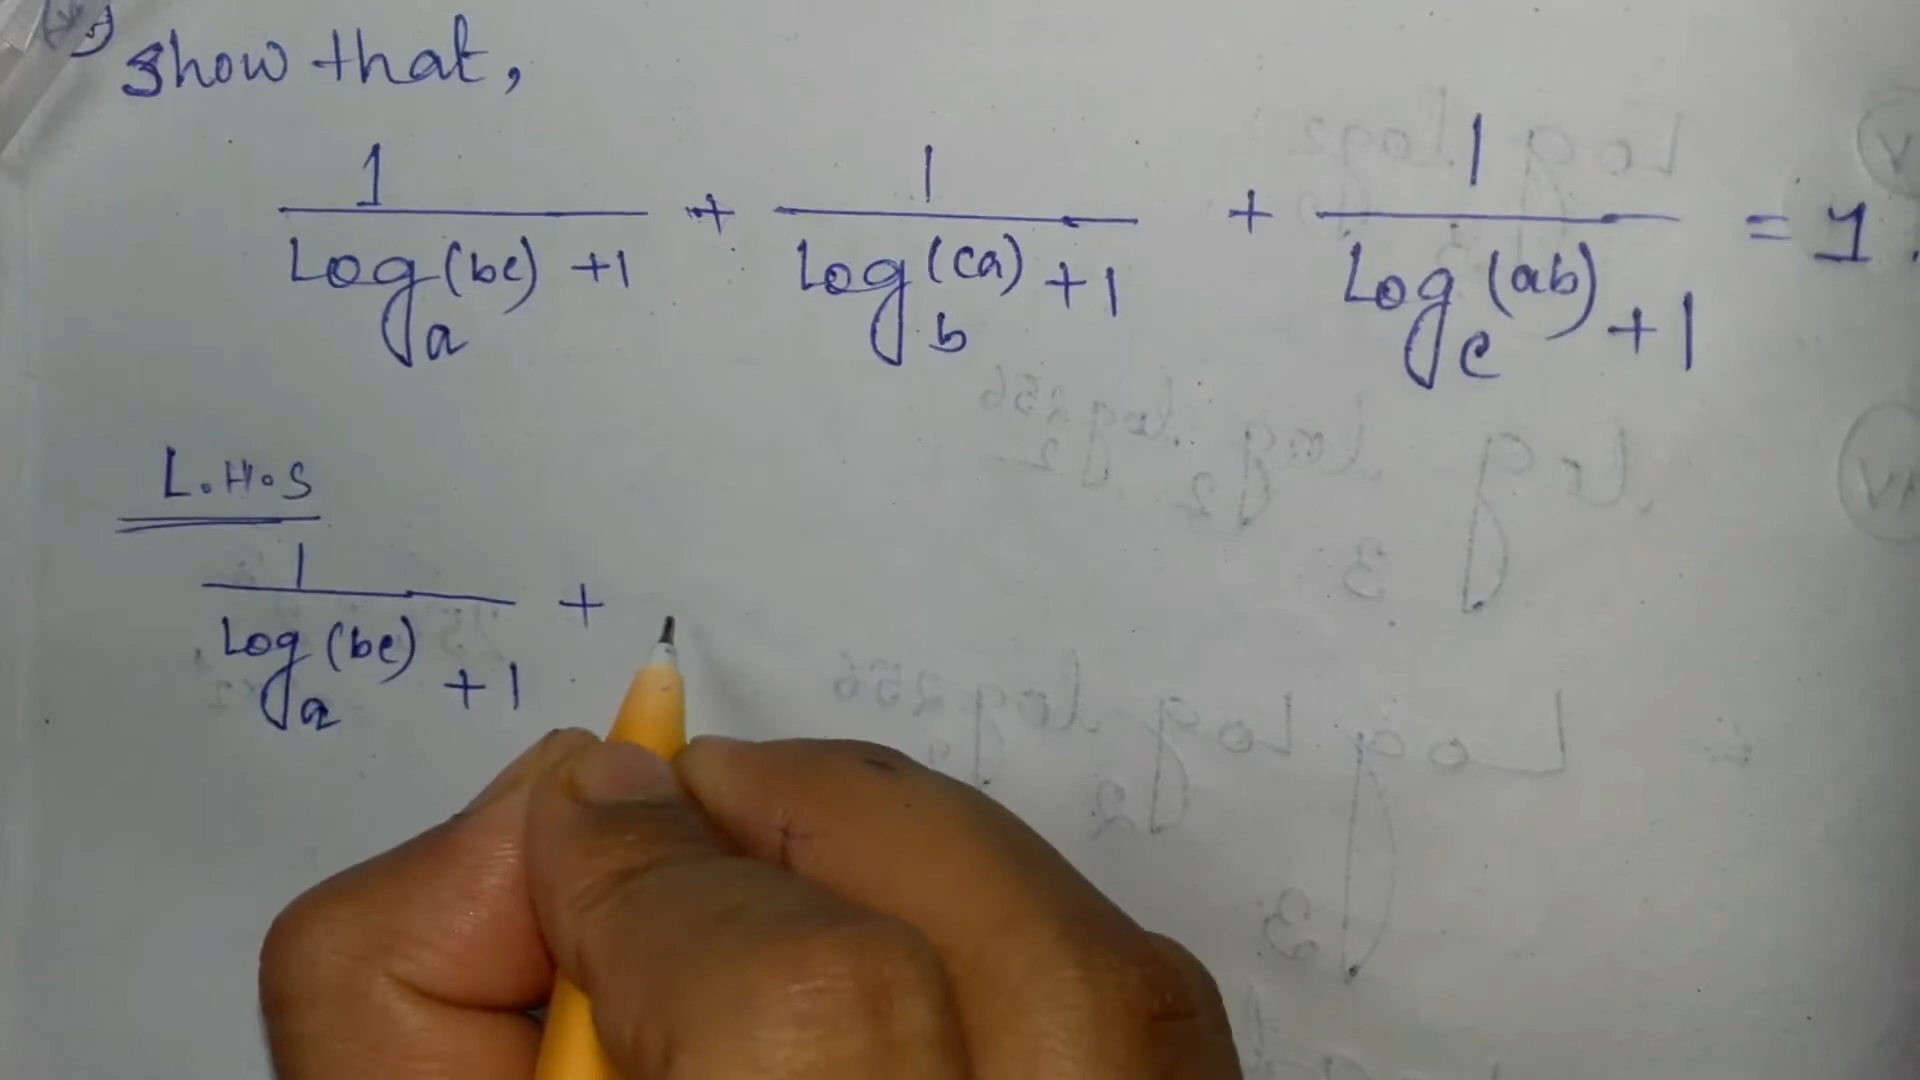 show that,
1/(Log_a(bc) +1) + 1/(Log_b(ca) +1) + 1/(Log_c(ab) +1) = 1.
L.H.S
1/(Log_a(bc) +1) +